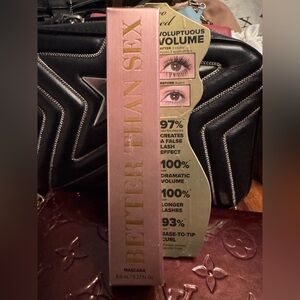 BETTER THAN SEX
MASCARA
VOLUPTUOUS
VOLUME
AFTER
97%
CREATES
A FALSE
LASH
EFFECT
100%
DRAMATIC
VOLUME
100%
LONGER
LASHES
93%
BASE-TO-TIP
CURL